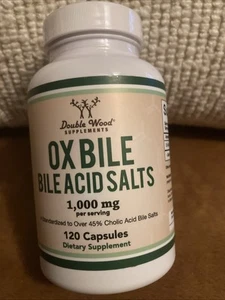 Double Wood®
SUPPLEMENTS
OX BILE
BILE ACID SALTS
1,000 mg
per serving
Standardized to Over 45% Cholic Acid Bile Salts
120 Capsules
Dietary Supplement